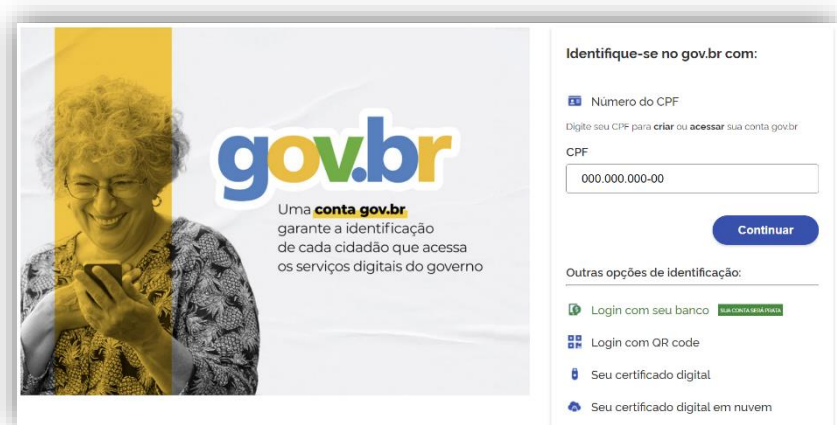 gov.br
Uma conta gov.br
garante a identificação
de cada cidadão que acessa
os serviços digitais do governo
Identifique-se no gov.br com:
Número do CPF
Digite seu CPF para criar ou acessar sua conta gov.br
CPF
000.000.000-00
Continuar
Outras opções de identificação:
Login com seu banco SUA CONTA SERÁ PRATA
Login com QR code
Seu certificado digital
Seu certificado digital em nuvem